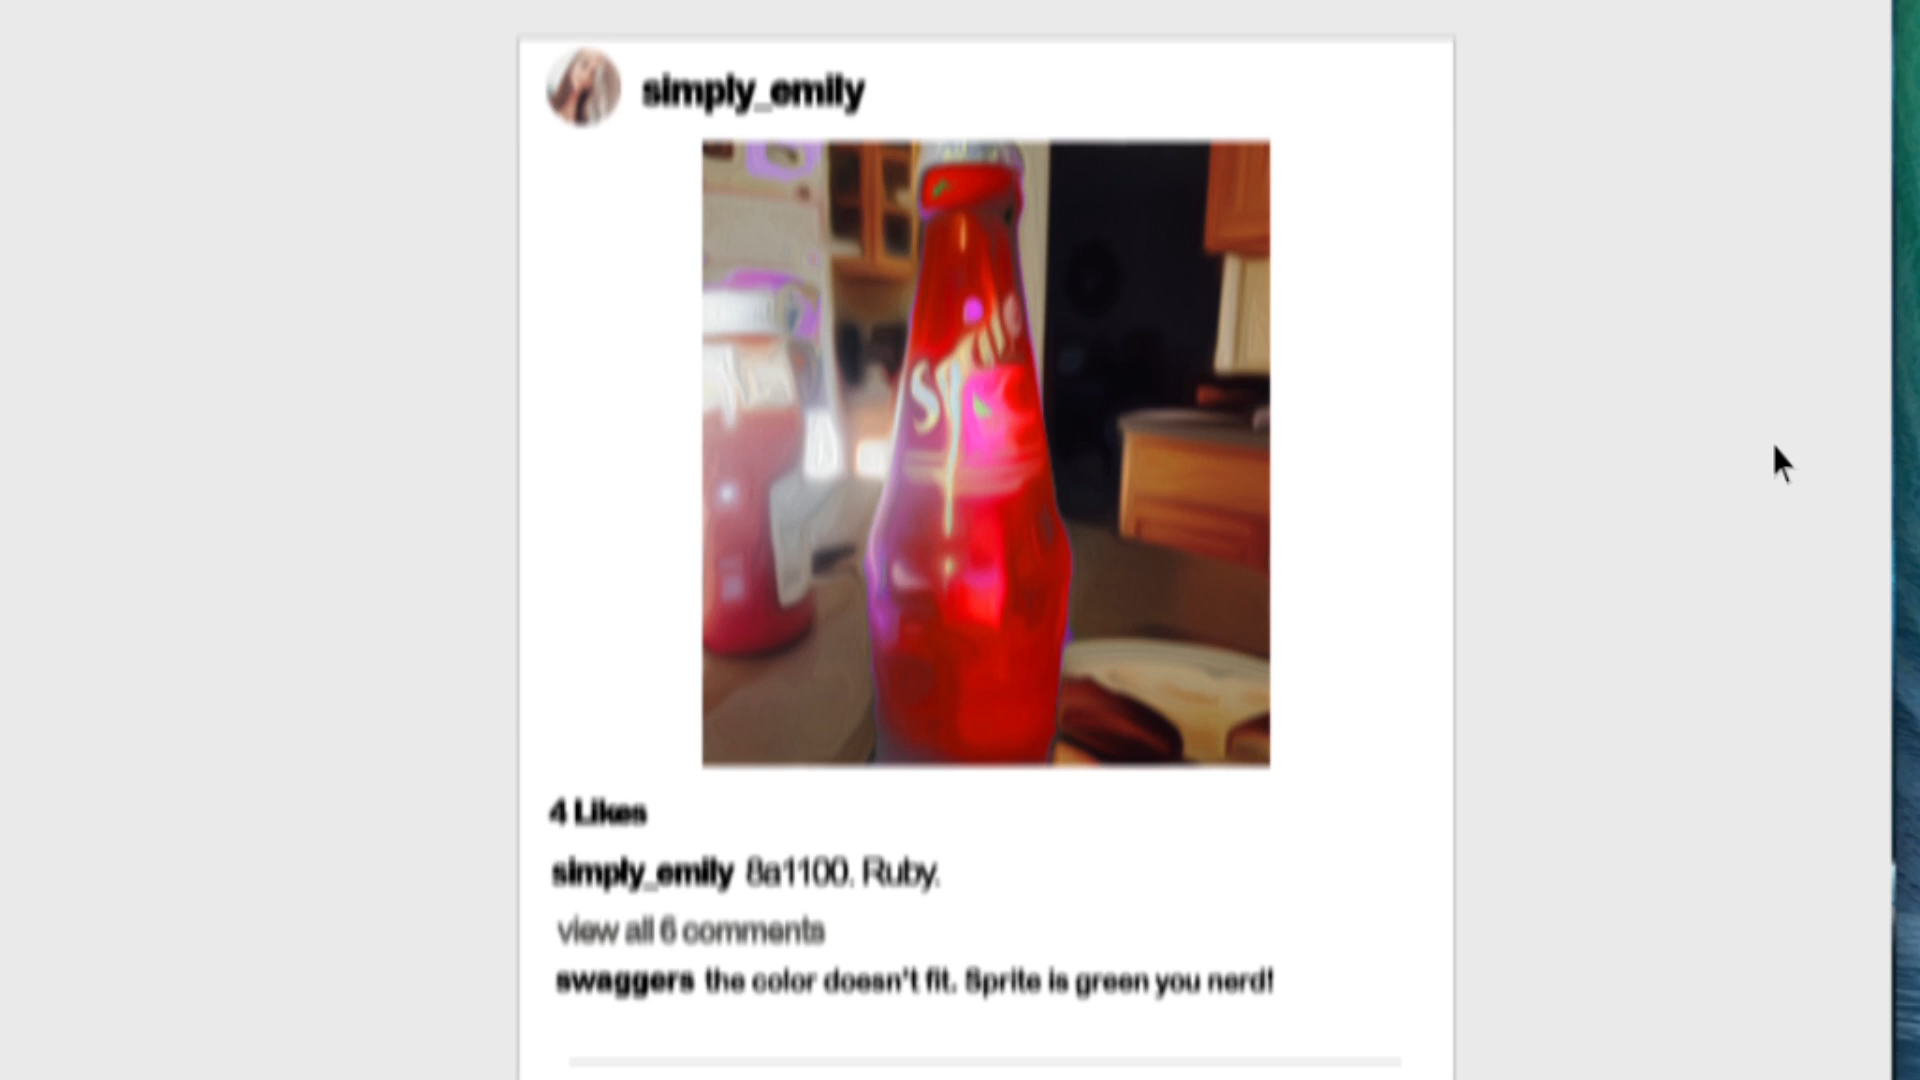 simply_emily
Sprite
4 Likes
simply_emily 8a1100. Ruby.
view all 6 comments
swaggers the color doesn't fit. Sprite is green you nerd!